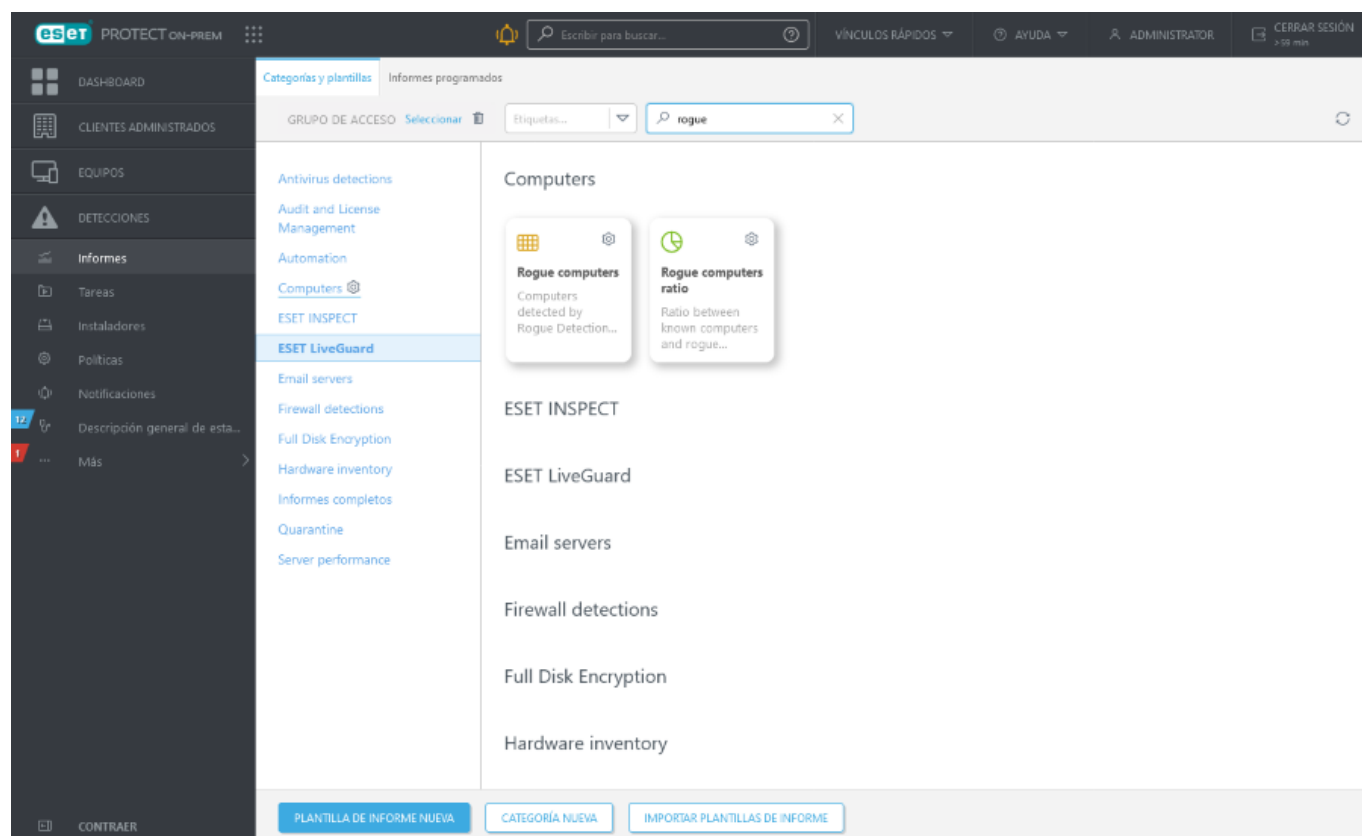 eset PROTECT ON-PREM
Escribir para buscar...
VÍNCULOS RÁPIDOS
AYUDA
ADMINISTRATOR
CERRAR SESIÓN
>59 min
DASHBOARD
CLIENTES ADMINISTRADOS
EQUIPOS
DETECCIONES
Informes
Tareas
Instaladores
Políticas
Notificaciones
12
Descripción general de esta...
1
Más
CONTRAER
Categorías y plantillas
Informes programados
GRUPO DE ACCESO Seleccionar
Etiquetas...
rogue
Antivirus detections
Audit and License
Management
Automation
Computers
ESET INSPECT
ESET LiveGuard
Email servers
Firewall detections
Full Disk Encryption
Hardware inventory
Informes completos
Quarantine
Server performance
Computers
Rogue computers
Computers
detected by
Rogue Detection...
Rogue computers
ratio
Ratio between
known computers
and rogue...
ESET INSPECT
ESET LiveGuard
Email servers
Firewall detections
Full Disk Encryption
Hardware inventory
PLANTILLA DE INFORME NUEVA
CATEGORÍA NUEVA
IMPORTAR PLANTILLAS DE INFORME